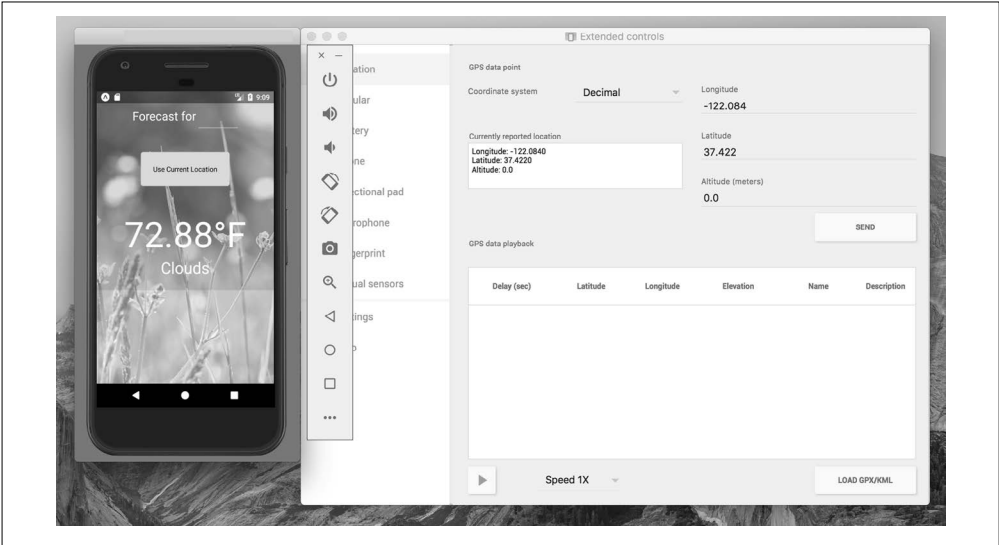 9:09
Forecast for
Use Current Location
72.88°F
Clouds
Extended controls
ation
ular
tery
ne
ectional pad
rophone
gerprint
ual sensors
tings
p
GPS data point
Coordinate system
Decimal
Currently reported location
Longitude: -122.0840
Latitude: 37.4220
Altitude: 0.0
Longitude
-122.084
Latitude
37.422
Altitude (meters)
0.0
SEND
GPS data playback
Delay (sec) Latitude Longitude Elevation Name Description
Speed 1X
LOAD GPX/KML